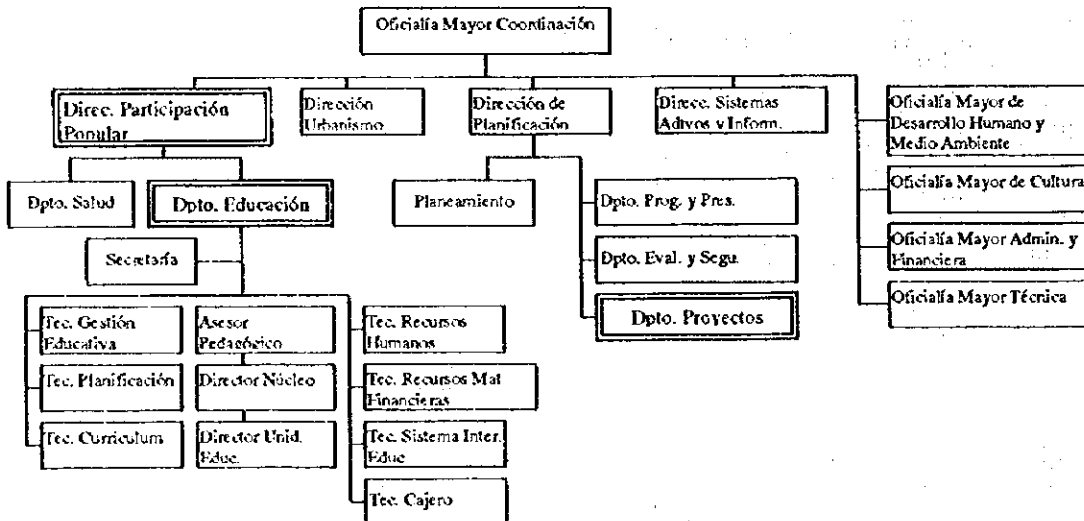 Oficialía Mayor Coordinación
Direc. Participación
Popular
Dirección
Urbanismo
Dirección de
Planificación
Direcc. Sistemas
Adivos y Inform.
Oficialía Mayor de
Desarrollo Humano y
Medio Ambiente
Oficialía Mayor de Cultura
Oficialía Mayor Admin. y
Financiera
Oficialía Mayor Técnica
Dpto. Salud
Dpto. Educación
Planeamiento
Dpto. Prog. y Pres.
Dpto. Eval. y Segu.
Dpto. Proyectos
Secretaría
Tec. Gestión
Educativa
Asesor
Pedagógico
Tec. Recursos
Humanos
Tec. Planificación
Director Núcleo
Tec. Recursos Mat
Financieras
Tec. Curriculum
Director Unid.
Educ.
Tec. Sistema Inter.
Educ
Tec. Cajero